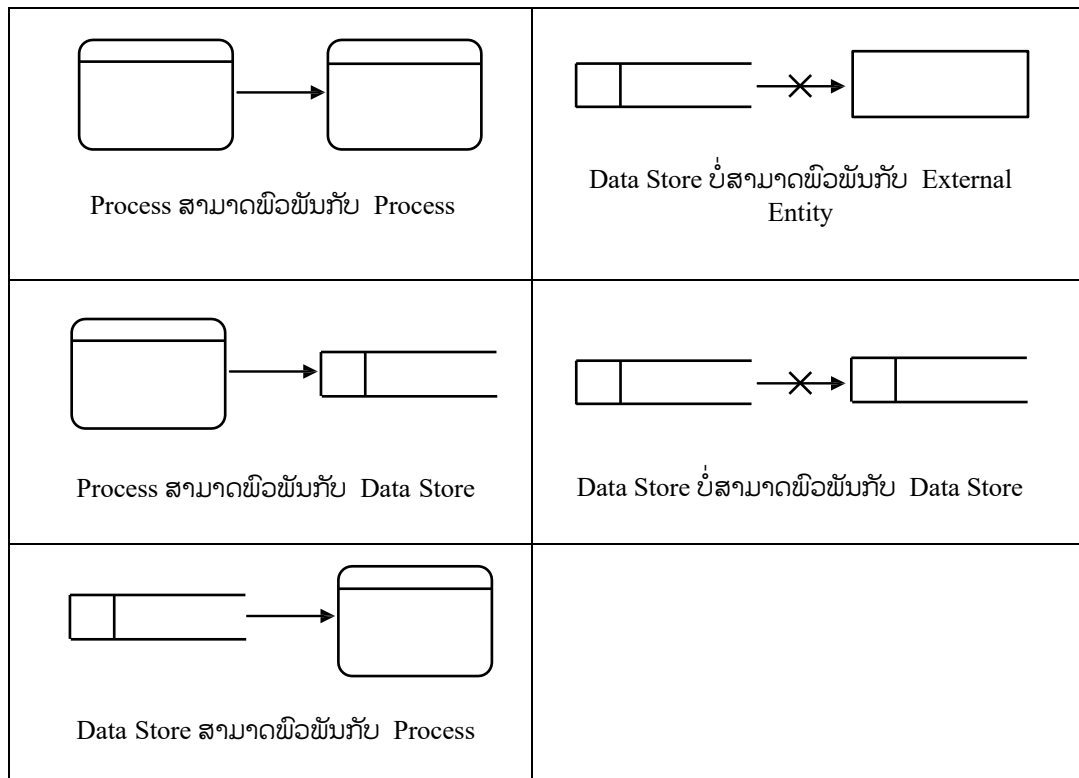 Process ສາມາດພົວພັນກັບ Process
Data Store ບໍ່ສາມາດພົວພັນກັບ External
Entity
Process ສາມາດພົວພັນກັບ Data Store
Data Store ບໍ່ສາມາດພົວພັນກັບ Data Store
Data Store ສາມາດພົວພັນກັບ Process